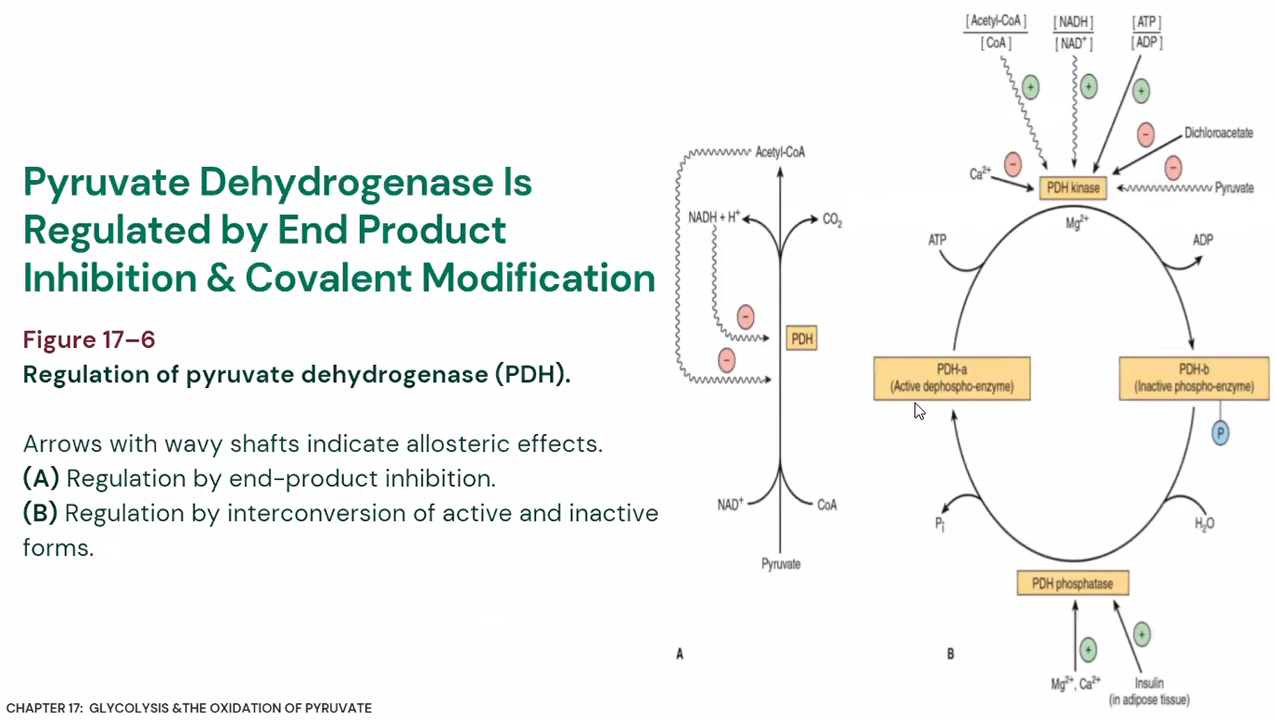 Pyruvate Dehydrogenase Is
Regulated by End Product
Inhibition & Covalent Modification
Figure 17–6
Regulation of pyruvate dehydrogenase (PDH).
Arrows with wavy shafts indicate allosteric effects.
(A) Regulation by end-product inhibition.
(B) Regulation by interconversion of active and inactive
forms.
Acetyl-CoA
NADH + H⁺
CO₂
−
PDH
−
NAD⁺
CoA
Pyruvate
A
[Acetyl-CoA]
[CoA]
[NADH]
[NAD⁺]
[ATP]
[ADP]
+
+
+
−
Dichloroacetate
−
Ca²⁺
−
PDH kinase
Pyruvate
Mg²⁺
ATP
ADP
PDH-a
(Active dephospho-enzyme)
PDH-b
(Inactive phospho-enzyme)
P
Pi
H₂O
PDH phosphatase
+
+
Mg²⁺, Ca²⁺
Insulin
(in adipose tissue)
B
CHAPTER 17: GLYCOLYSIS &THE OXIDATION OF PYRUVATE